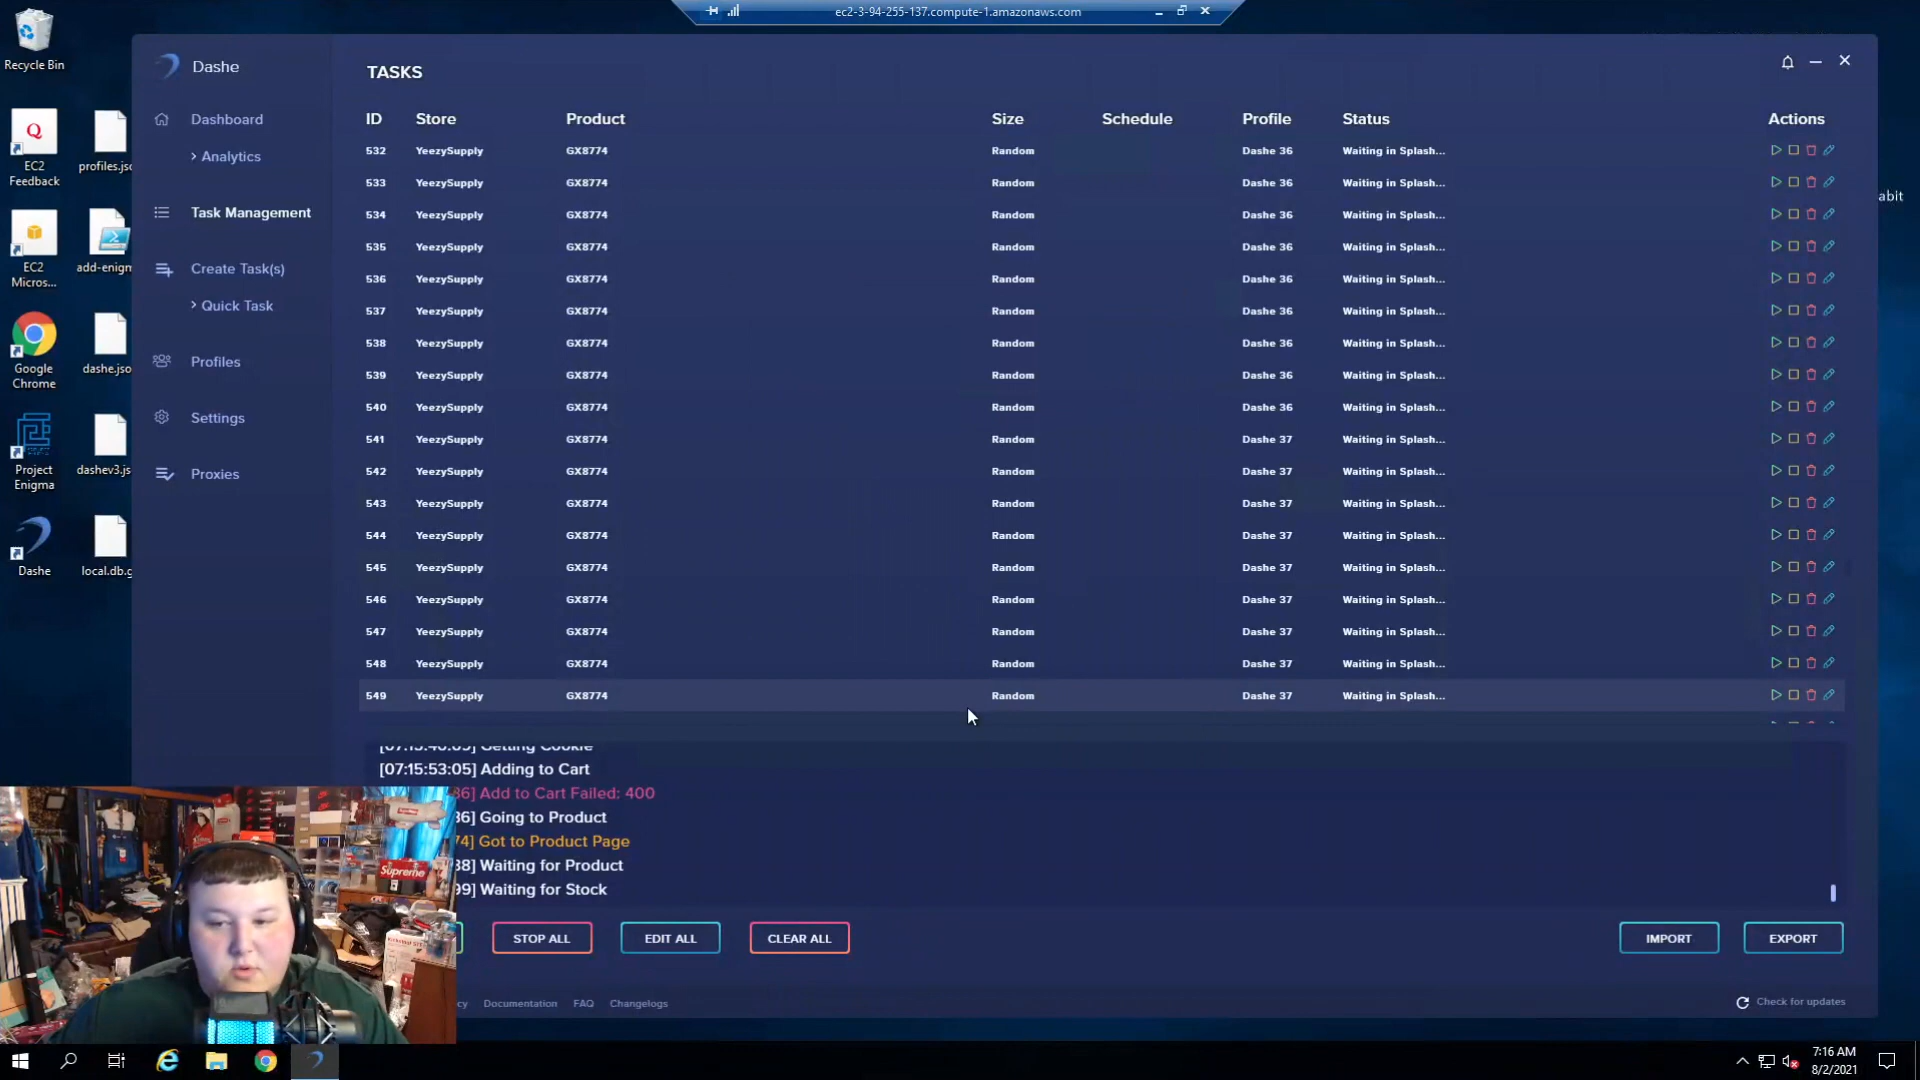 ec2-3-94-255-137.compute-1.amazonaws.com
Recycle Bin
EC2 Feedback
profiles.jsc
EC2 Micros...
add-enigm
Google Chrome
dashe.jso
Project Enigma
dashev3.js
Dashe
local.db.g
abit
Dashe
Dashboard
> Analytics
Task Management
Create Task(s)
> Quick Task
Profiles
Settings
Proxies
TASKS
ID Store Product Size Schedule Profile Status Actions
532 YeezySupply GX8774 Random Dashe 36 Waiting in Splash...
533 YeezySupply GX8774 Random Dashe 36 Waiting in Splash...
534 YeezySupply GX8774 Random Dashe 36 Waiting in Splash...
535 YeezySupply GX8774 Random Dashe 36 Waiting in Splash...
536 YeezySupply GX8774 Random Dashe 36 Waiting in Splash...
537 YeezySupply GX8774 Random Dashe 36 Waiting in Splash...
538 YeezySupply GX8774 Random Dashe 36 Waiting in Splash...
539 YeezySupply GX8774 Random Dashe 36 Waiting in Splash...
540 YeezySupply GX8774 Random Dashe 36 Waiting in Splash...
541 YeezySupply GX8774 Random Dashe 37 Waiting in Splash...
542 YeezySupply GX8774 Random Dashe 37 Waiting in Splash...
543 YeezySupply GX8774 Random Dashe 37 Waiting in Splash...
544 YeezySupply GX8774 Random Dashe 37 Waiting in Splash...
545 YeezySupply GX8774 Random Dashe 37 Waiting in Splash...
546 YeezySupply GX8774 Random Dashe 37 Waiting in Splash...
547 YeezySupply GX8774 Random Dashe 37 Waiting in Splash...
548 YeezySupply GX8774 Random Dashe 37 Waiting in Splash...
549 YeezySupply GX8774 Random Dashe 37 Waiting in Splash...
Getting Cookie
[07:15:53:05] Adding to Cart
36] Add to Cart Failed: 400
36] Going to Product
74] Got to Product Page
38] Waiting for Product
99] Waiting for Stock
STOP ALL EDIT ALL CLEAR ALL IMPORT EXPORT
cy Documentation FAQ Changelogs Check for updates
Supreme
7:16 AM
8/2/2021